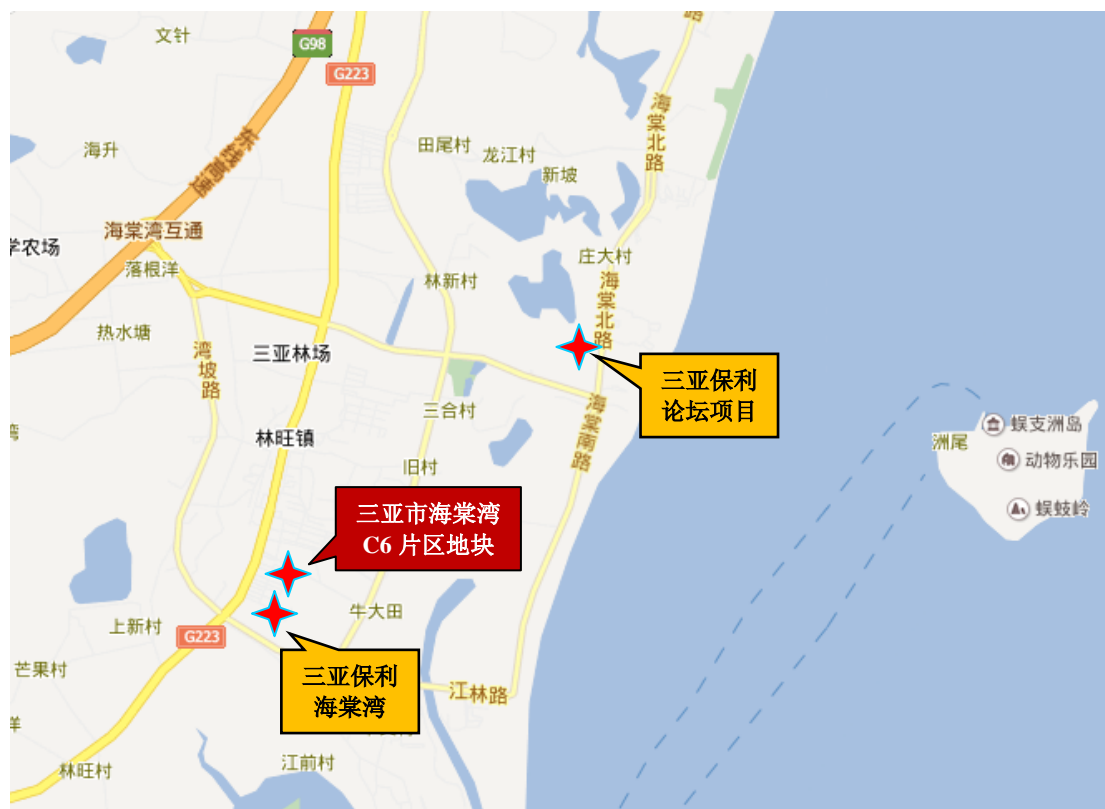 文针
G98
G223
海棠北路
东线高速
海升
田尾村
龙江村
新坡
海棠湾互通
学农场
落根洋
庄大村
林新村
海棠北路
热水塘
湾坡路
三亚林场
三亚保利
论坛项目
三合村
海棠南路
林旺镇
旧村
蜈支洲岛
洲尾
动物乐园
蜈蚑岭
三亚市海棠湾
C6 片区地块
牛大田
上新村
G223
芒果村
三亚保利
海棠湾
江林路
江前村
林旺村